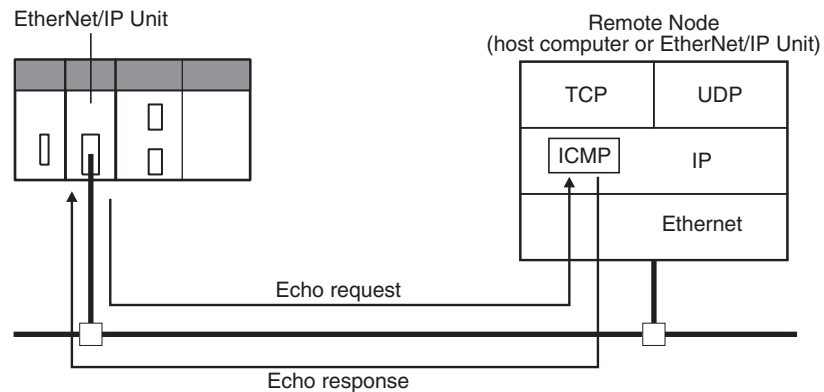 EtherNet/IP Unit
Remote Node
(host computer or EtherNet/IP Unit)
TCP
UDP
ICMP
IP
Ethernet
Echo request
Echo response